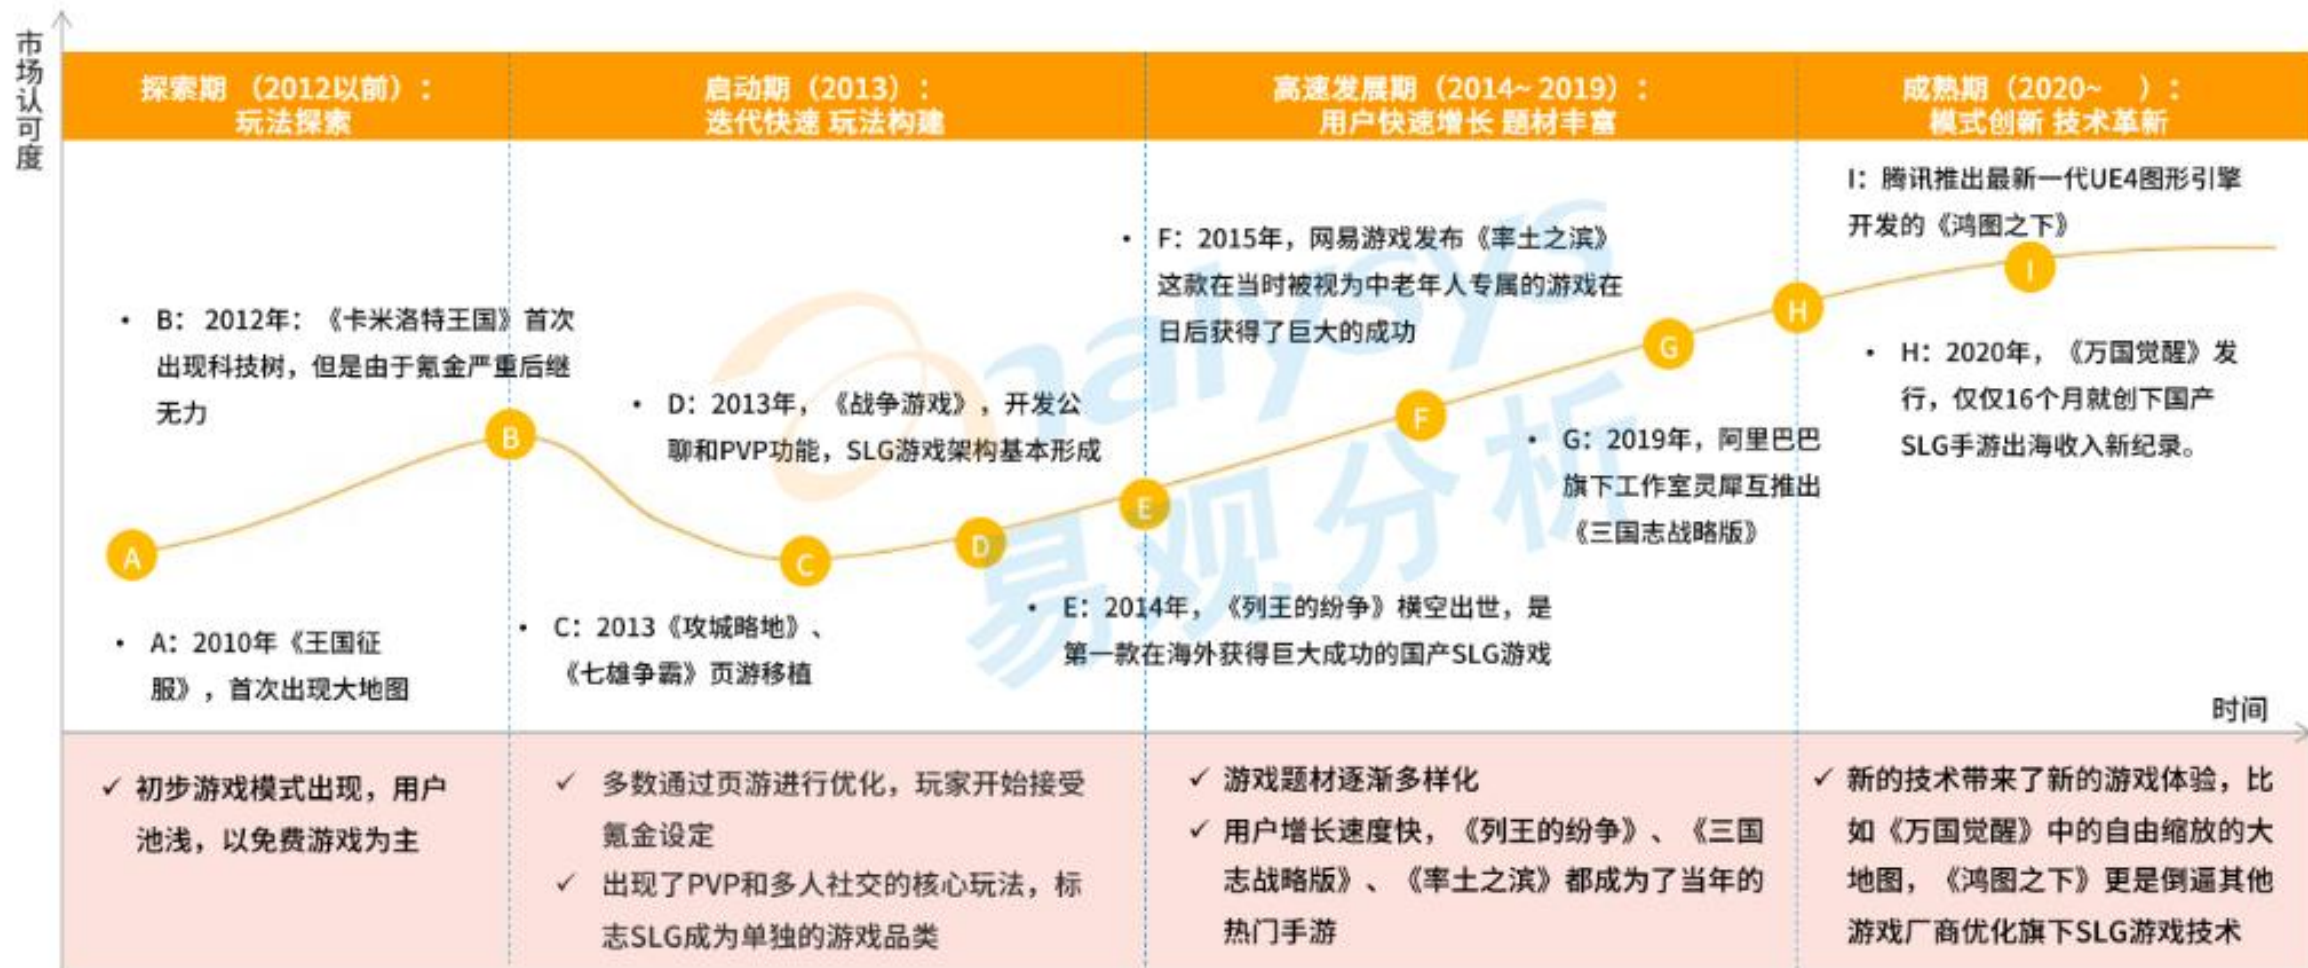 市场认可度
探索期 （2012以前）：
玩法探索
启动期（2013）：
迭代快速 玩法构建
高速发展期（2014~ 2019）：
用户快速增长 题材丰富
成熟期（2020~    ）：
模式创新 技术革新
I：腾讯推出最新一代UE4图形引擎
开发的《鸿图之下》
• F：2015年，网易游戏发布《率土之滨》
这款在当时被视为中老年人专属的游戏在
日后获得了巨大的成功
• B： 2012年：《卡米洛特王国》首次
出现科技树，但是由于氪金严重后继
无力
• D：2013年，《战争游戏》，开发公
聊和PVP功能，SLG游戏架构基本形成
• H：2020年，《万国觉醒》发
行，仅仅16个月就创下国产
SLG手游出海收入新纪录。
• G：2019年，阿里巴巴
旗下工作室灵犀互推出
《三国志战略版》
A
B
C
D
E
F
G
H
I
• A：2010年《王国征
服》，首次出现大地图
• C：2013《攻城略地》、
《七雄争霸》页游移植
• E：2014年，《列王的纷争》横空出世，是
第一款在海外获得巨大成功的国产SLG游戏
时间
nalysys
易观分析
✓ 初步游戏模式出现，用户
池浅，以免费游戏为主
✓ 多数通过页游进行优化，玩家开始接受
氪金设定
✓ 出现了PVP和多人社交的核心玩法，标
志SLG成为单独的游戏品类
✓ 游戏题材逐渐多样化
✓ 用户增长速度快，《列王的纷争》、《三国
志战略版》、《率土之滨》都成为了当年的
热门手游
✓ 新的技术带来了新的游戏体验，比
如《万国觉醒》中的自由缩放的大
地图，《鸿图之下》更是倒逼其他
游戏厂商优化旗下SLG游戏技术